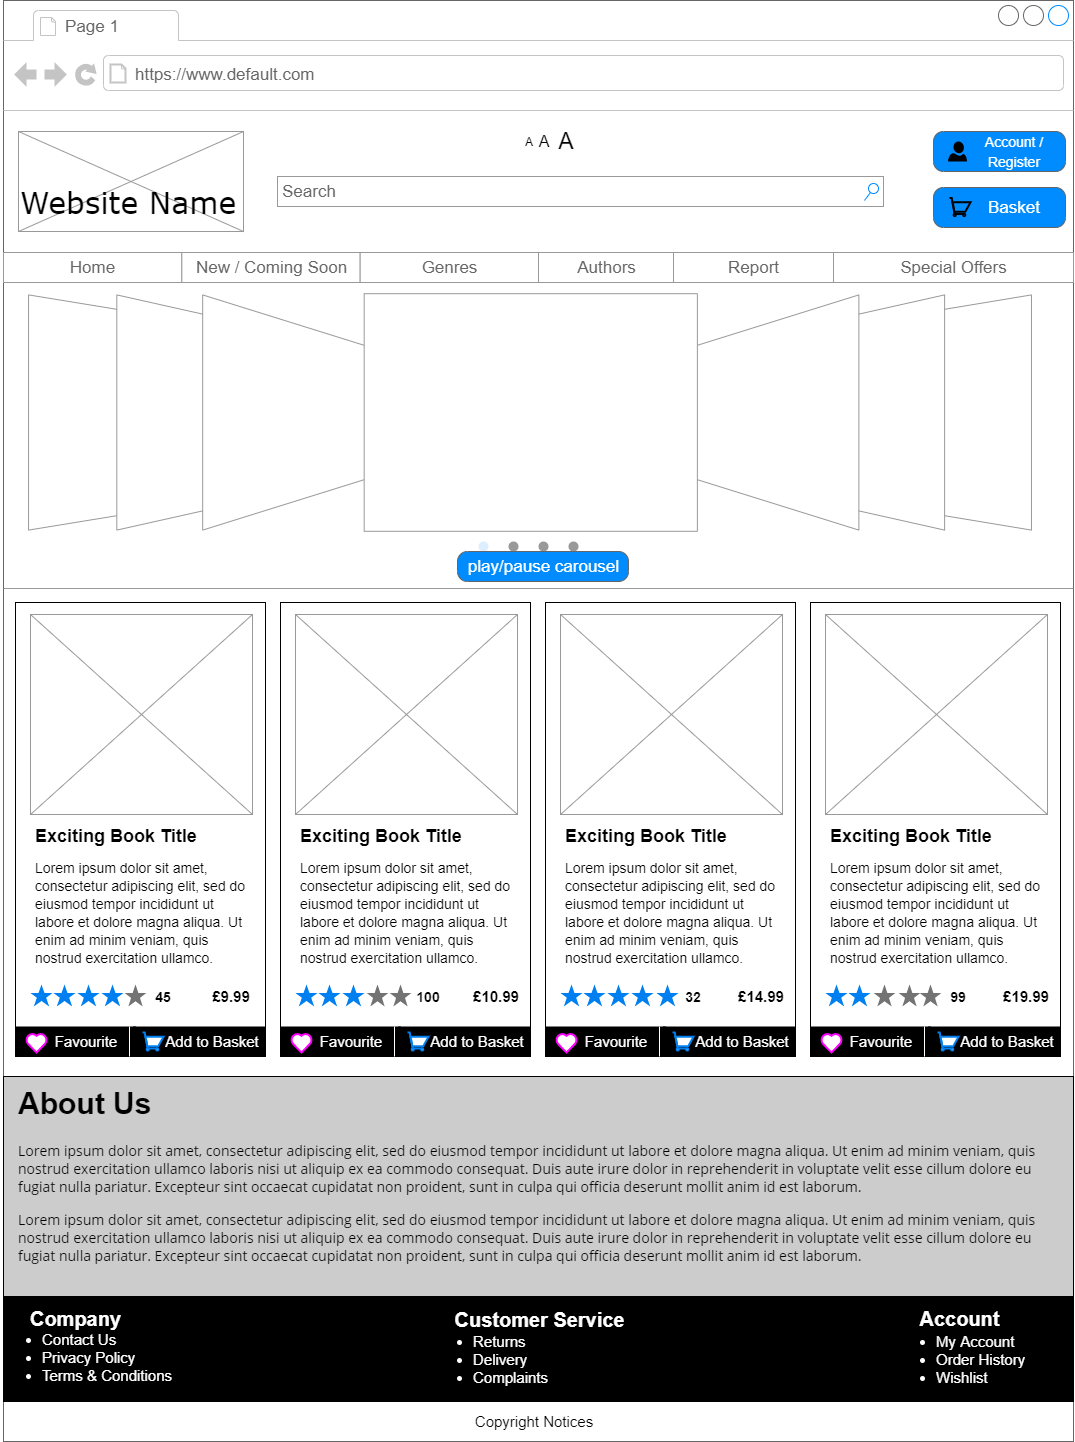 Page 1
https://www.default.com
A A A
Website Name
Search
Account /
Register
Basket
Home
New / Coming Soon
Genres
Authors
Report
Special Offers
play/pause carousel
Exciting Book Title
Lorem ipsum dolor sit amet,
consectetur adipiscing elit, sed do
eiusmod tempor incididunt ut
labore et dolore magna aliqua. Ut
enim ad minim veniam, quis
nostrud exercitation ullamco.
45 £9.99
Favourite
Add to Basket
Exciting Book Title
Lorem ipsum dolor sit amet,
consectetur adipiscing elit, sed do
eiusmod tempor incididunt ut
labore et dolore magna aliqua. Ut
enim ad minim veniam, quis
nostrud exercitation ullamco.
100 £10.99
Favourite
Add to Basket
Exciting Book Title
Lorem ipsum dolor sit amet,
consectetur adipiscing elit, sed do
eiusmod tempor incididunt ut
labore et dolore magna aliqua. Ut
enim ad minim veniam, quis
nostrud exercitation ullamco.
32 £14.99
Favourite
Add to Basket
Exciting Book Title
Lorem ipsum dolor sit amet,
consectetur adipiscing elit, sed do
eiusmod tempor incididunt ut
labore et dolore magna aliqua. Ut
enim ad minim veniam, quis
nostrud exercitation ullamco.
99 £19.99
Favourite
Add to Basket
About Us
Lorem ipsum dolor sit amet, consectetur adipiscing elit, sed do eiusmod tempor incididunt ut labore et dolore magna aliqua. Ut enim ad minim veniam, quis
nostrud exercitation ullamco laboris nisi ut aliquip ex ea commodo consequat. Duis aute irure dolor in reprehenderit in voluptate velit esse cillum dolore eu
fugiat nulla pariatur. Excepteur sint occaecat cupidatat non proident, sunt in culpa qui officia deserunt mollit anim id est laborum.
Lorem ipsum dolor sit amet, consectetur adipiscing elit, sed do eiusmod tempor incididunt ut labore et dolore magna aliqua. Ut enim ad minim veniam, quis
nostrud exercitation ullamco laboris nisi ut aliquip ex ea commodo consequat. Duis aute irure dolor in reprehenderit in voluptate velit esse cillum dolore eu
fugiat nulla pariatur. Excepteur sint occaecat cupidatat non proident, sunt in culpa qui officia deserunt mollit anim id est laborum.
Company
• Contact Us
• Privacy Policy
• Terms & Conditions
Customer Service
• Returns
• Delivery
• Complaints
Account
• My Account
• Order History
• Wishlist
Copyright Notices